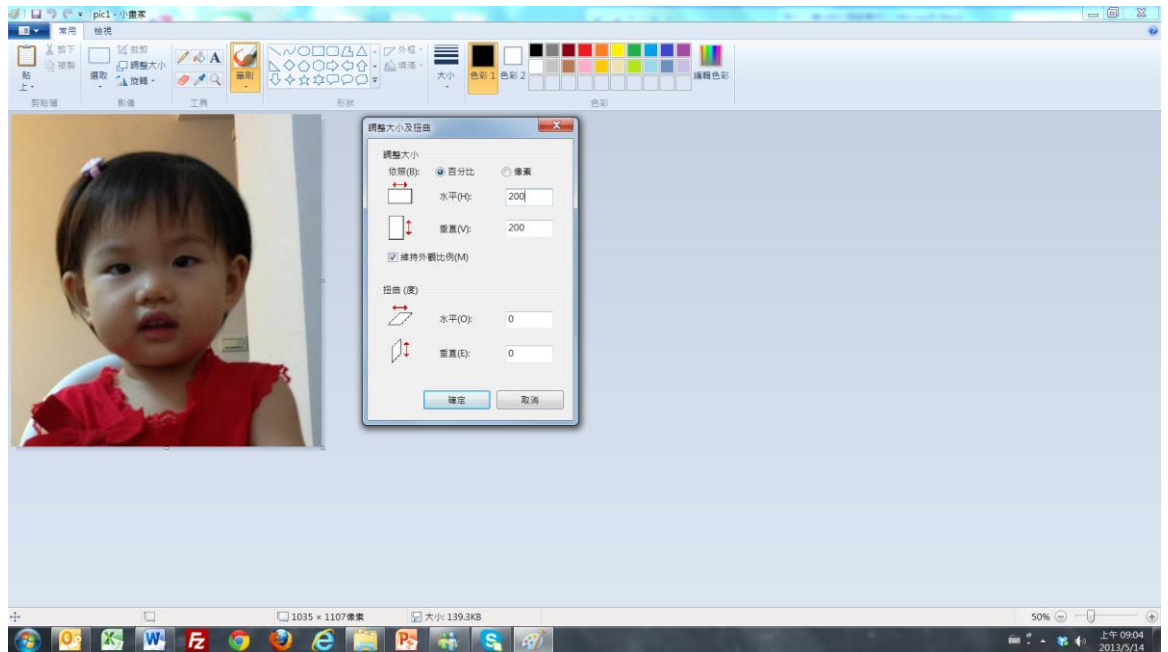 pic1 - 小畫家
常用 檢視
貼上 剪下 複製
選取 裁剪 調整大小 旋轉
A
筆刷
外框 填滿
大小
色彩 1 色彩 2
編輯色彩
剪貼簿 影像 工具 形狀 色彩
調整大小及扭曲
調整大小
依照(B): 百分比 像素
水平(H): 200
垂直(V): 200
維持外觀比例(M)
扭曲 (度)
水平(O): 0
垂直(E): 0
確定 取消
1035 × 1107像素 大小: 139.3KB 50%
上午 09:04
2013/5/14